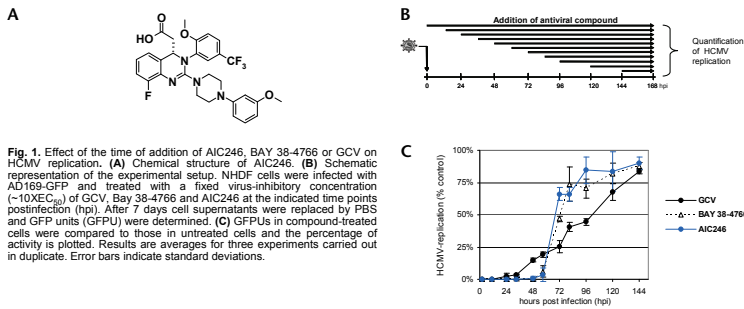 A
O
HO
O
N
N
N
N
F
CF3
O
Fig. 1. Effect of the time of addition of AIC246, BAY 38-4766 or GCV on
HCMV replication. (A) Chemical structure of AIC246. (B) Schematic
representation of the experimental setup. NHDF cells were infected with
AD169-GFP and treated with a fixed virus-inhibitory concentration
(~10XEC50) of GCV, Bay 38-4766 and AIC246 at the indicated time points
postinfection (hpi). After 7 days cell supernatants were replaced by PBS
and GFP units (GFPU) were determined. (C) GFPUs in compound-treated
cells were compared to those in untreated cells and the percentage of
activity is plotted. Results are averages for three experiments carried out
in duplicate. Error bars indicate standard deviations.
B
Addition of antiviral compound
Quantification
of HCMV
replication
0 24 48 72 96 120 144 168 hpi
C
HCMV-replication (% control)
100%
75%
50%
25%
0%
0 24 48 72 96 120 144
hours post infection (hpi)
GCV
BAY 38-4766
AIC246